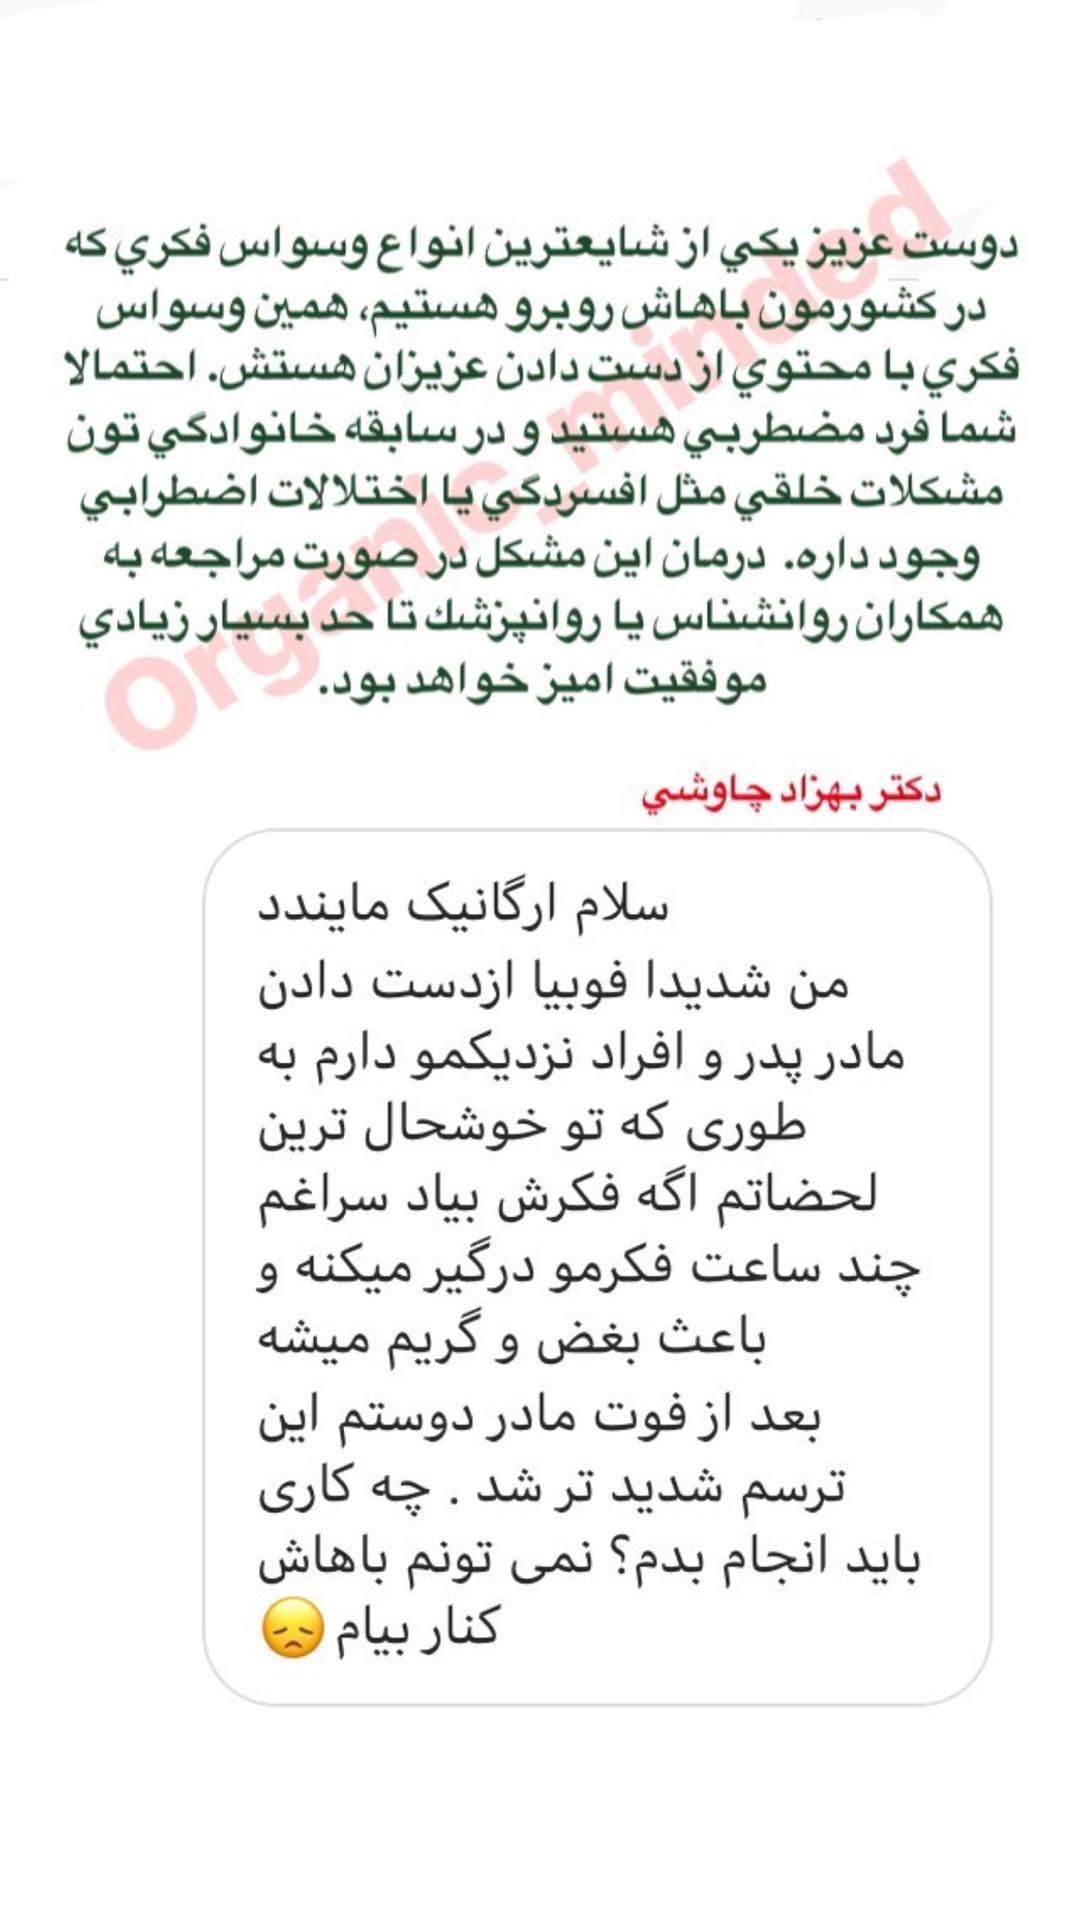 دوست عزيز يكي از شايعترين انواع وسواس فكري كه
در كشورمون باهاش روبرو هستيم، همين وسواس
فكري با محتوي از دست دادن عزيزان هستش. احتمالا
شما فرد مضطربي هستيد و در سابقه خانوادگي تون
مشكلات خلقي مثل افسردگي يا اختلالات اضطرابي
وجود داره. درمان اين مشكل در صورت مراجعه به
همكاران روانشناس يا روانپزشك تا حد بسيار زيادي
موفقيت اميز خواهد بود.
Organic_minded
دكتر بهزاد چاوشي
سلام ارگانیک مایندد
من شدیدا فوبیا ازدست دادن
مادر پدر و افراد نزدیکمو دارم به
طوری که تو خوشحال ترین
لحضاتم اگه فکرش بیاد سراغم
چند ساعت فکرمو درگیر میکنه و
باعث بغض و گریم میشه
بعد از فوت مادر دوستم این
ترسم شدید تر شد . چه کاری
باید انجام بدم؟ نمی تونم باهاش
کنار بیام 😞